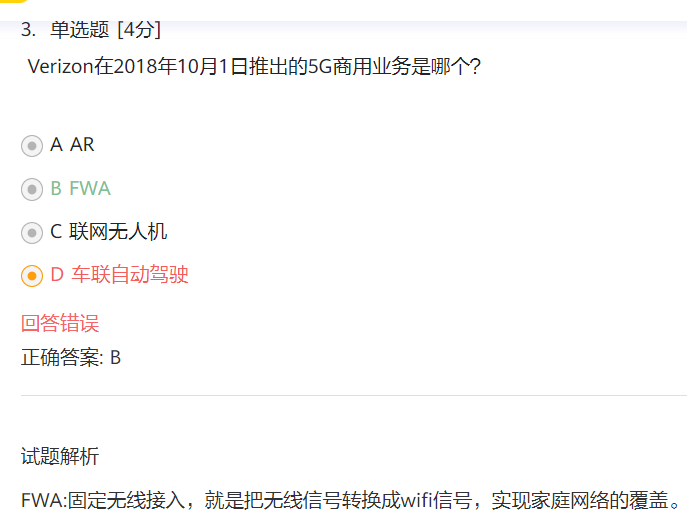 3. 单选题 [4分]
Verizon在2018年10月1日推出的5G商用业务是哪个?
A AR
B FWA
C 联网无人机
D 车联自动驾驶
回答错误
正确答案: B
试题解析
FWA:固定无线接入，就是把无线信号转换成wifi信号，实现家庭网络的覆盖。